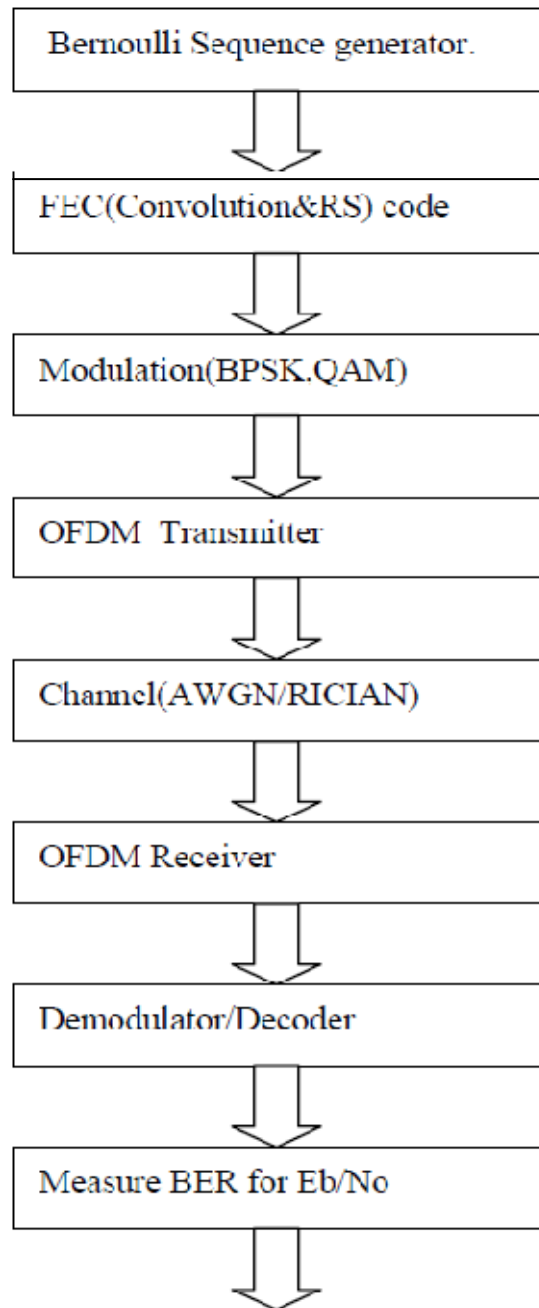 Bernoulli Sequence generator.
FEC(Convolution&RS) code
Modulation(BPSK.QAM)
OFDM Transmitter
Channel(AWGN/RICIAN)
OFDM Receiver
Demodulator/Decoder
Measure BER for Eb/No